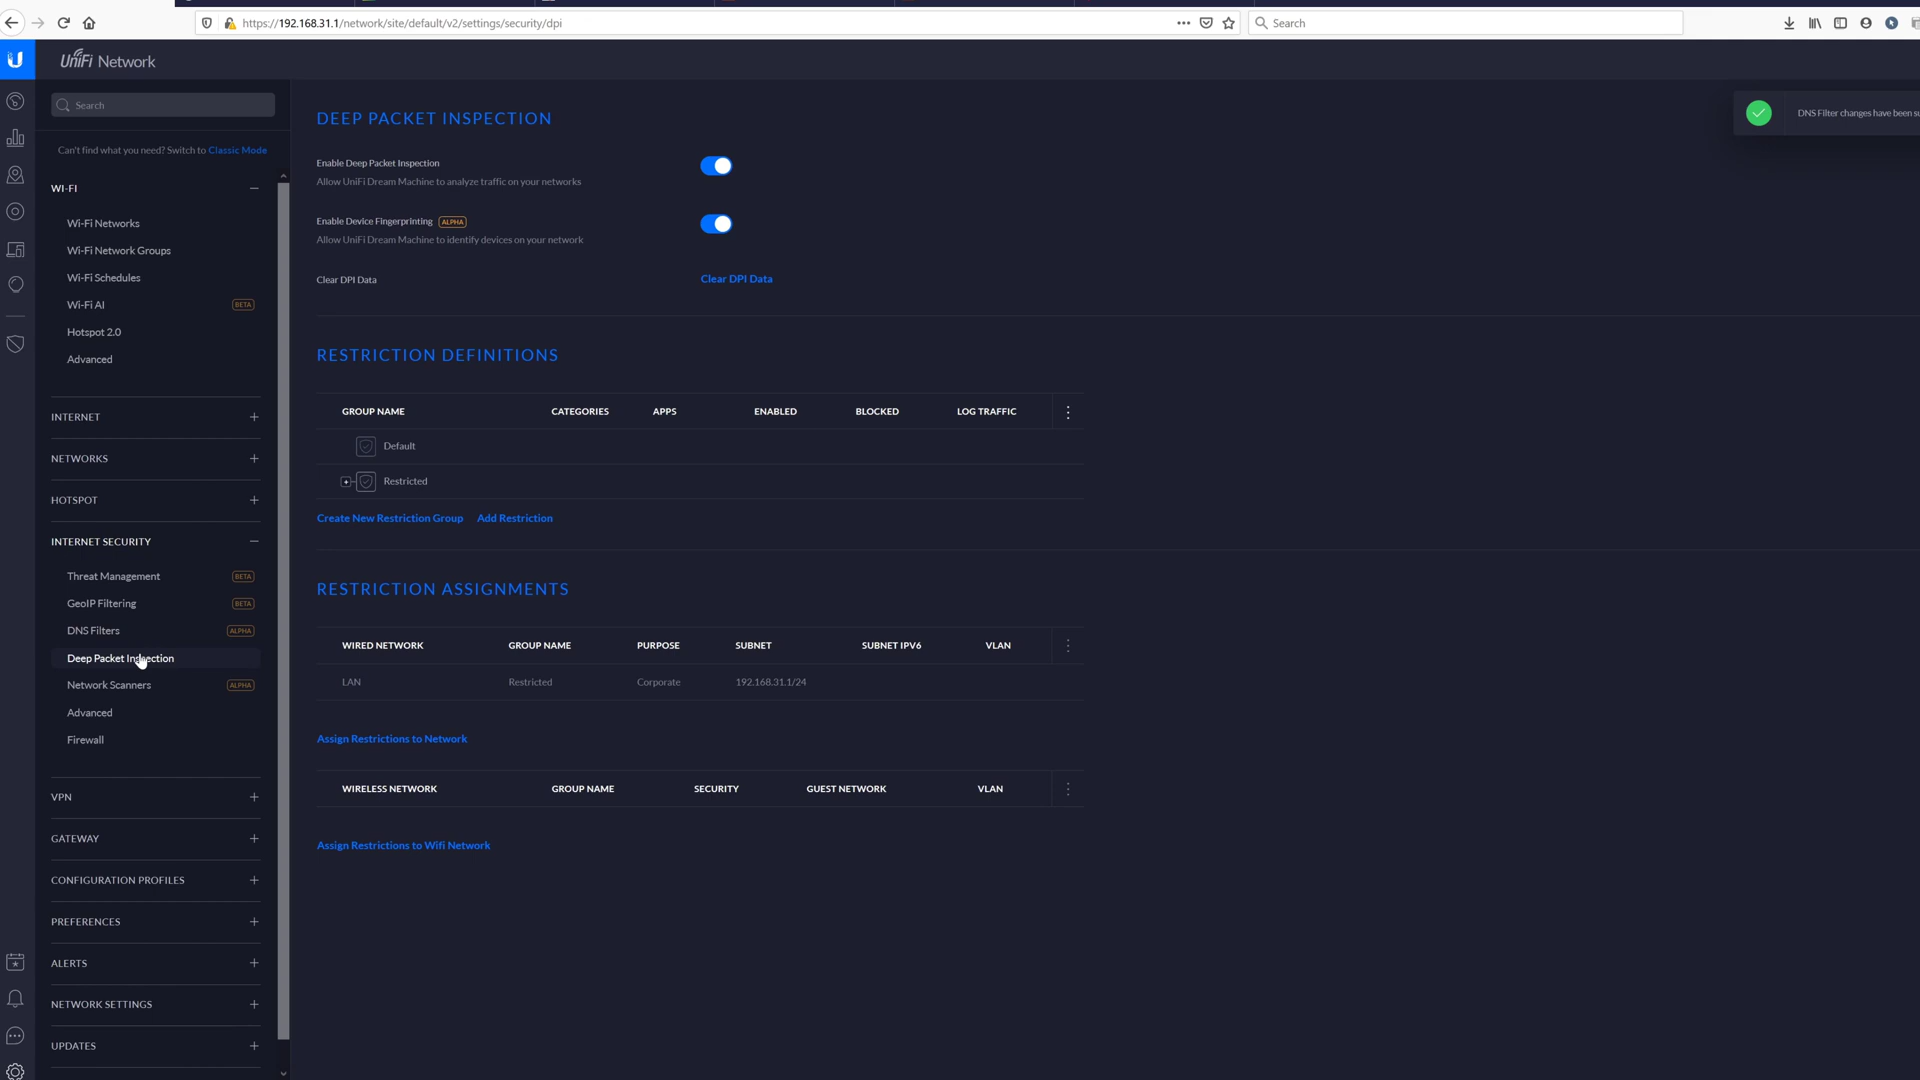 https://192.168.31.1/network/site/default/v2/settings/security/dpi
Search
UniFi Network
Search
Can't find what you need? Switch to Classic Mode
WI-FI
Wi-Fi Networks
Wi-Fi Network Groups
Wi-Fi Schedules
Wi-Fi AI BETA
Hotspot 2.0
Advanced
INTERNET
NETWORKS
HOTSPOT
INTERNET SECURITY
Threat Management BETA
GeoIP Filtering BETA
DNS Filters ALPHA
Deep Packet Inspection
Network Scanners ALPHA
Advanced
Firewall
VPN
GATEWAY
CONFIGURATION PROFILES
PREFERENCES
ALERTS
NETWORK SETTINGS
UPDATES
DEEP PACKET INSPECTION
Enable Deep Packet Inspection
Allow UniFi Dream Machine to analyze traffic on your networks
Enable Device Fingerprinting ALPHA
Allow UniFi Dream Machine to identify devices on your network
Clear DPI Data Clear DPI Data
RESTRICTION DEFINITIONS
GROUP NAME CATEGORIES APPS ENABLED BLOCKED LOG TRAFFIC
Default
Restricted
Create New Restriction Group Add Restriction
RESTRICTION ASSIGNMENTS
WIRED NETWORK GROUP NAME PURPOSE SUBNET SUBNET IPV6 VLAN
LAN Restricted Corporate 192.168.31.1/24
Assign Restrictions to Network
WIRELESS NETWORK GROUP NAME SECURITY GUEST NETWORK VLAN
Assign Restrictions to Wifi Network
DNS Filter changes have been su